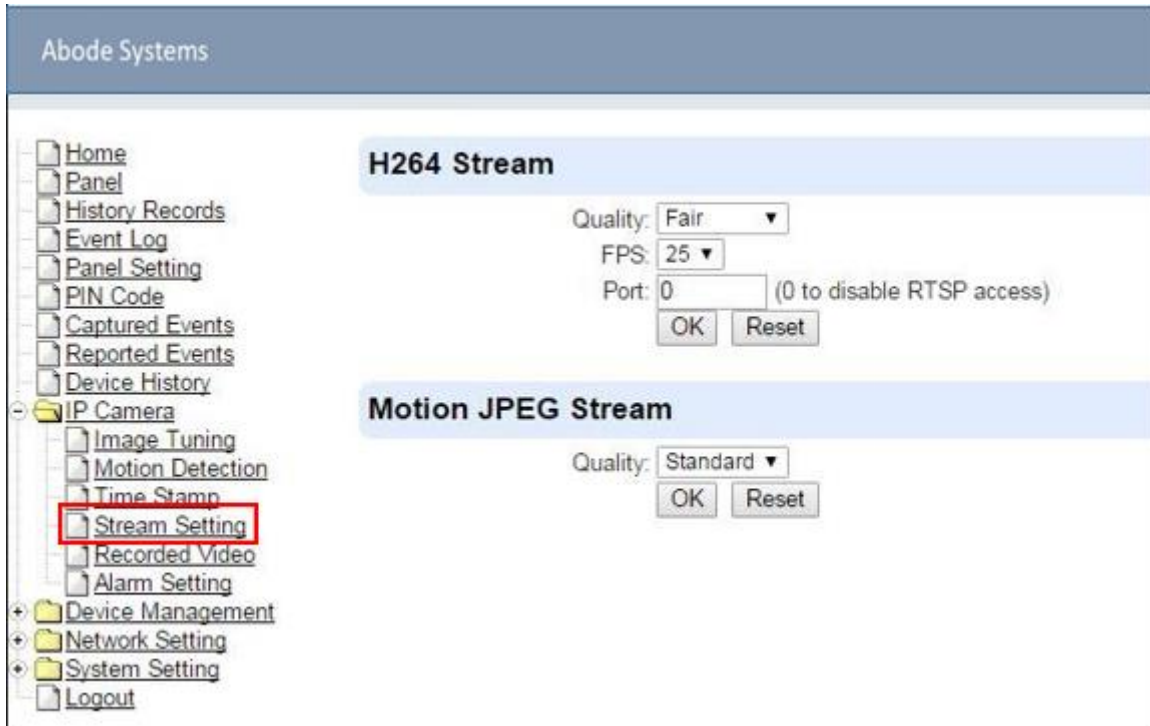 Abode Systems
Home
Panel
History Records
Event Log
Panel Setting
PIN Code
Captured Events
Reported Events
Device History
IP Camera
Image Tuning
Motion Detection
Time Stamp
Stream Setting
Recorded Video
Alarm Setting
Device Management
Network Setting
System Setting
Logout
H264 Stream
Quality: Fair
FPS: 25
Port: 0 (0 to disable RTSP access)
OK Reset
Motion JPEG Stream
Quality: Standard
OK Reset